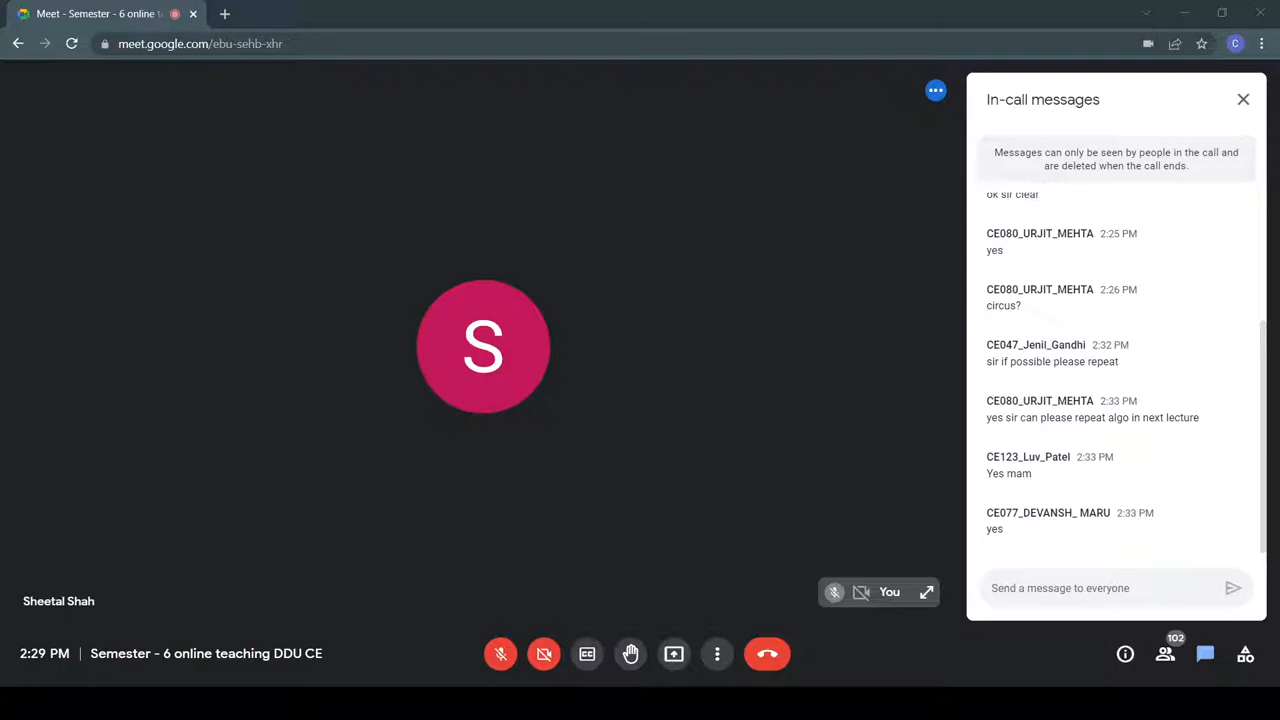 Meet - Semester - 6 online t
meet.google.com/ebu-sehb-xhr
C
In-call messages
Messages can only be seen by people in the call and
are deleted when the call ends.
ok sir clear
CE080_URJIT_MEHTA 2:25 PM
yes
CE080_URJIT_MEHTA 2:26 PM
circus?
CE047_Jenil_Gandhi 2:32 PM
sir if possible please repeat
CE080_URJIT_MEHTA 2:33 PM
yes sir can please repeat algo in next lecture
CE123_Luv_Patel 2:33 PM
Yes mam
CE077_DEVANSH_ MARU 2:33 PM
yes
Send a message to everyone
S
Sheetal Shah
You
2:29 PM | Semester - 6 online teaching DDU CE
102